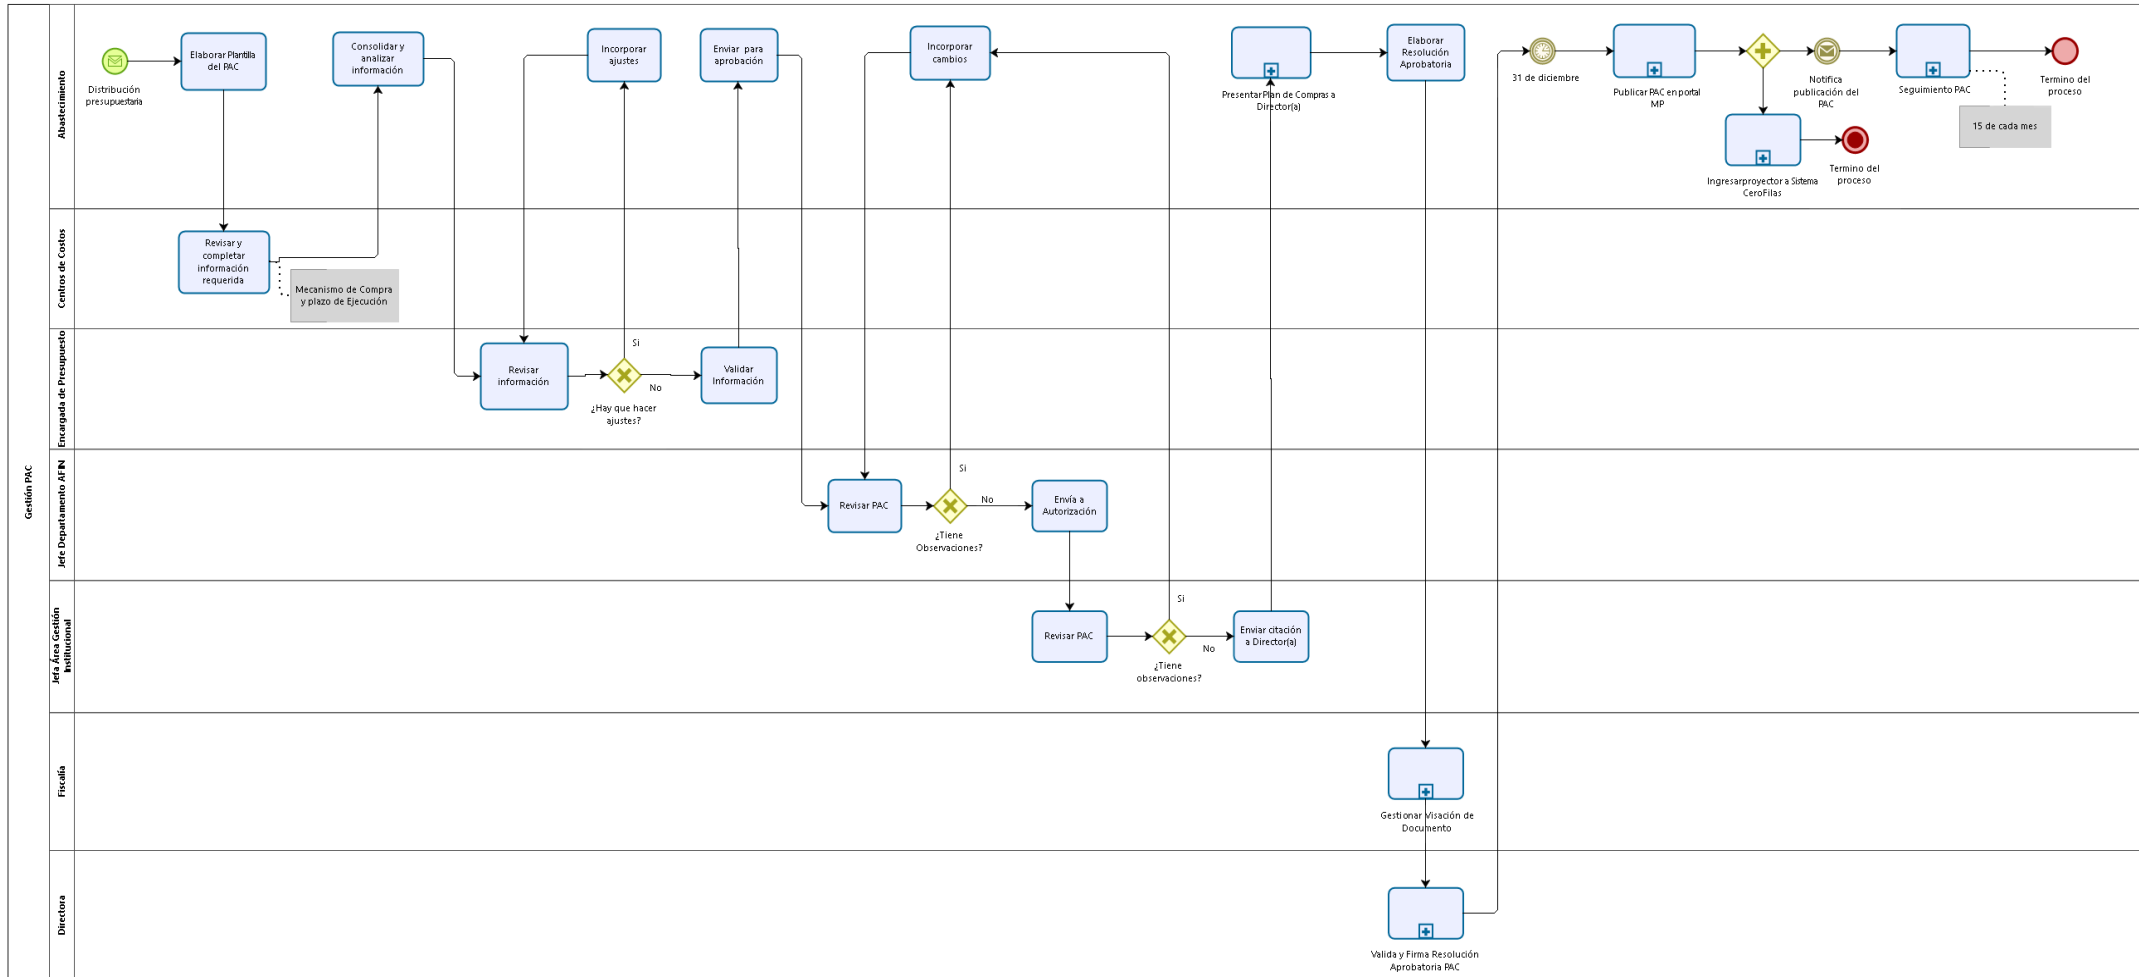 Gestión PAC
Abastecimiento
Distribución
presupuestaria
Elaborar Plantilla
del PAC
Consolidar y
analizar
información
Incorporar
ajustes
Enviar para
aprobación
Incorporar
cambios
Presentar Plan de Compras a
Director(a)
Elaborar
Resolución
Aprobatoria
31 de diciembre
Publicar PAC en portal
MP
Notifica
publicación del
PAC
Seguimiento PAC
15 de cada mes
Termino del
proceso
Ingresarproyector a Sistema
CeroFilas
Termino del
proceso
Centros de Costos
Revisar y
completar
información
requerida
Mecanismo de Compra
y plazo de Ejecución
Encargada de Presupuesto
Revisar
información
Si
No
¿Hay que hacer
ajustes?
Validar
Información
Jefe Departamento AFIN
Revisar PAC
Si
No
¿Tiene
Observaciones?
Envía a
Autorización
Jefa Área Gestión
Institucional
Revisar PAC
Si
No
¿Tiene
observaciones?
Enviar citación
a Director(a)
Fiscalía
Gestionar Visación de
Documento
Directora
Valida y Firma Resolución
Aprobatoria PAC